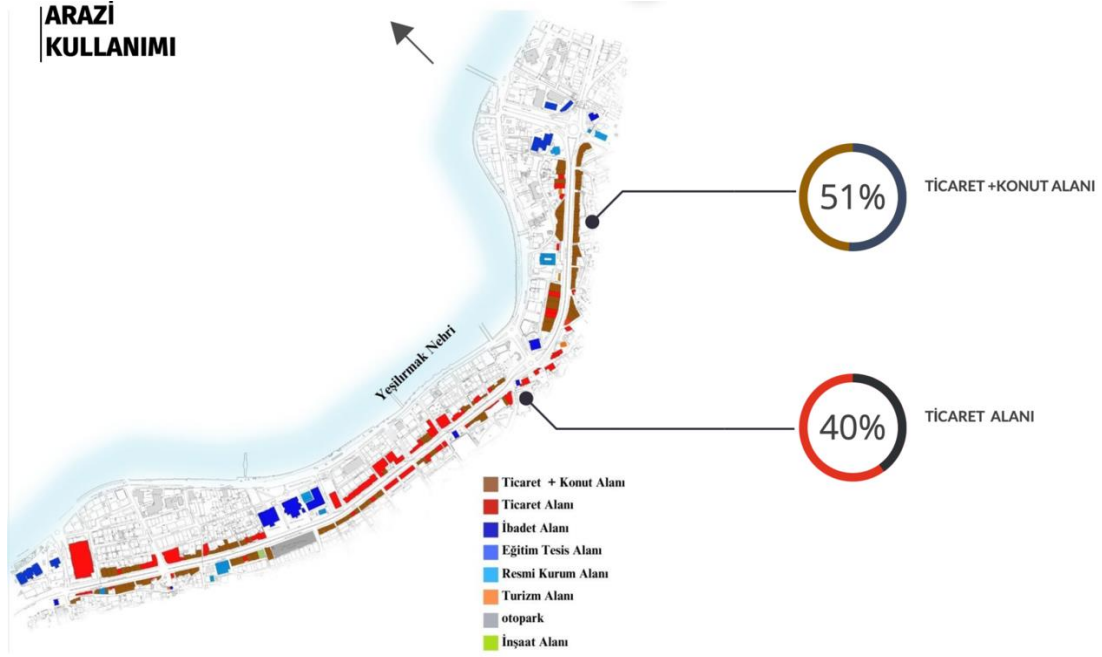 ARAZİ
KULLANIMI
51%
TİCARET +KONUT ALANI
Yeşilırmak Nehri
40%
TİCARET ALANI
Ticaret + Konut Alanı
Ticaret Alanı
İbadet Alanı
Eğitim Tesis Alanı
Resmi Kurum Alanı
Turizm Alanı
otopark
İnşaat Alanı